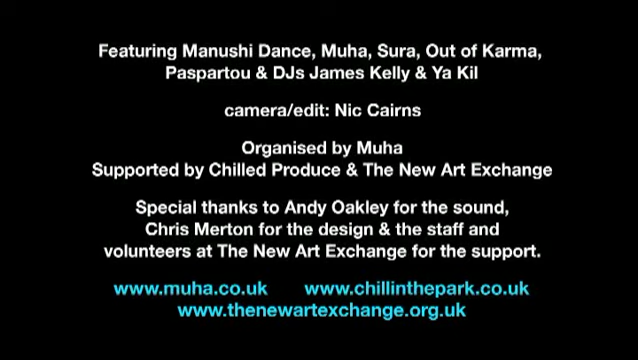 Featuring Manushi Dance, Muha, Sura, Out of Karma,
Paspartou & DJs James Kelly & Ya Kil
camera/edit: Nic Cairns
Organised by Muha
Supported by Chilled Produce & The New Art Exchange
Special thanks to Andy Oakley for the sound,
Chris Merton for the design & the staff and
volunteers at The New Art Exchange for the support.
www.muha.co.uk www.chillinthepark.co.uk
www.thenewartexchange.org.uk